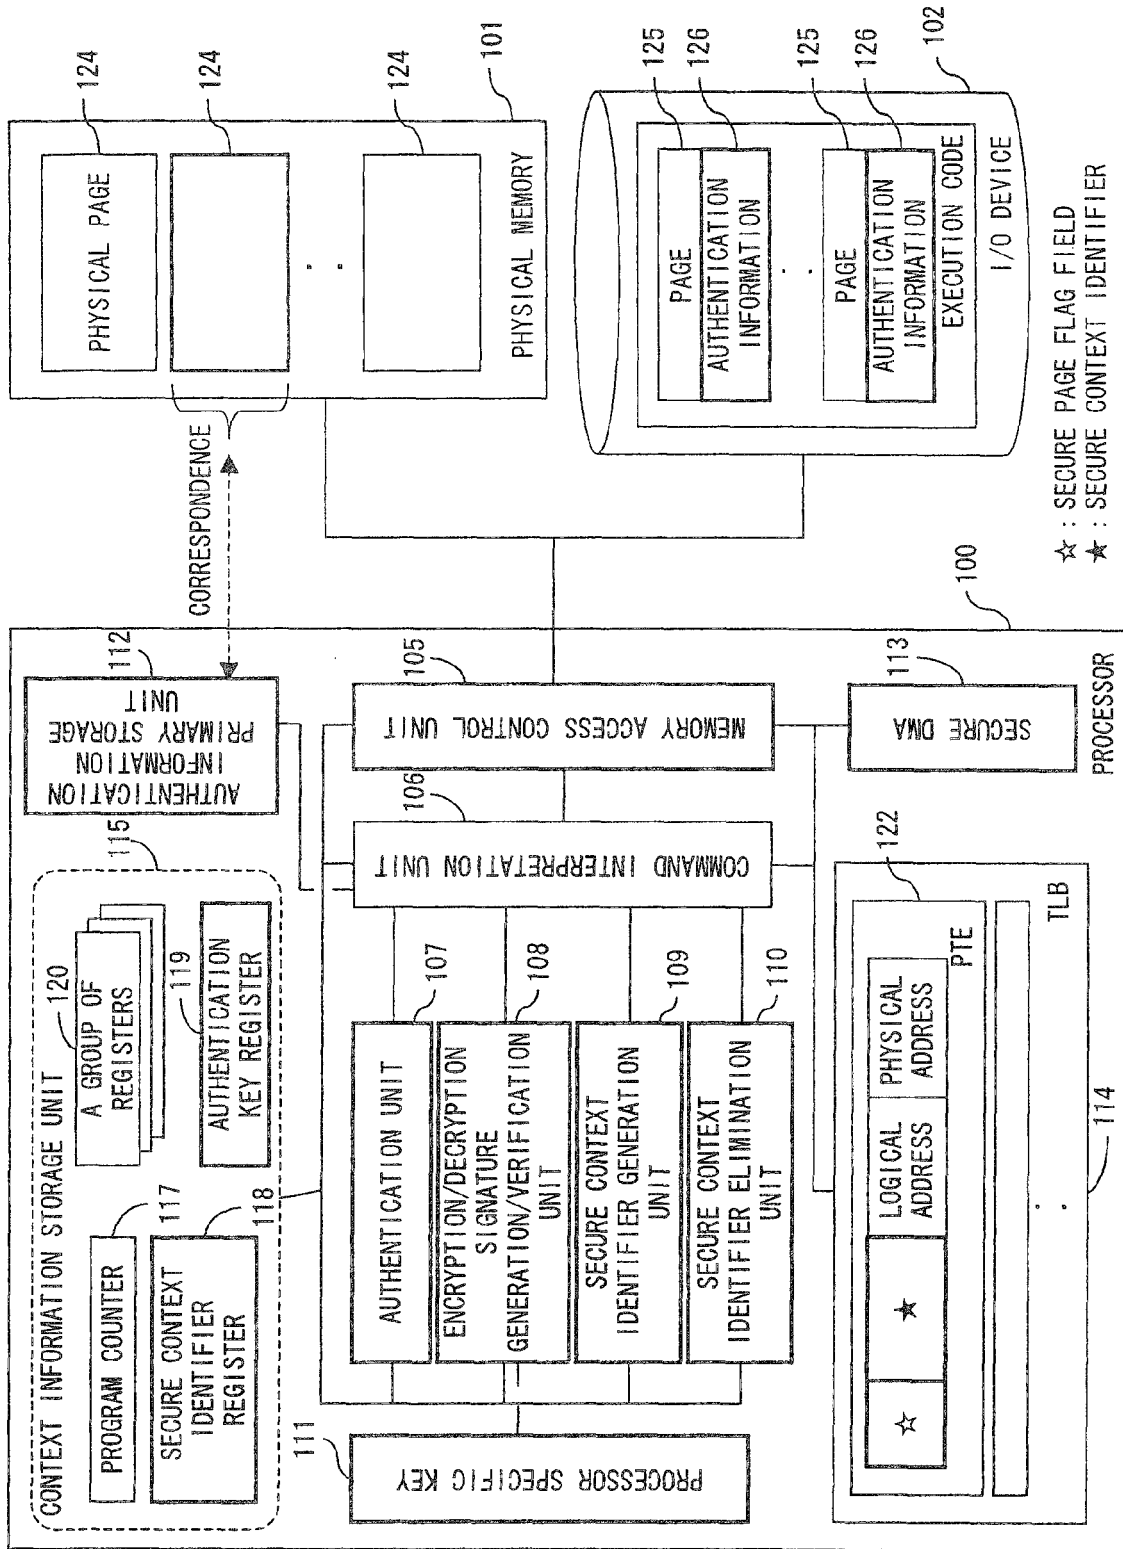 CONTEXT INFORMATION STORAGE UNIT
PROGRAM COUNTER
117
SECURE CONTEXT
IDENTIFIER
REGISTER
118
120
A GROUP OF
REGISTERS
119
AUTHENTICATION
KEY REGISTER
115
AUTHENTICATION
INFORMATION
PRIMARY STORAGE
UNIT
112
CORRESPONDENCE
111
PROCESSOR SPECIFIC KEY
AUTHENTICATION UNIT
107
ENCRYPTION/DECRYPTION
SIGNATURE
GENERATION/VERIFICATION
UNIT
108
SECURE CONTEXT
IDENTIFIER GENERATION
UNIT
109
SECURE CONTEXT
IDENTIFIER ELIMINATION
UNIT
110
106
COMMAND INTERPRETATION UNIT
105
MEMORY ACCESS CONTROL UNIT
☆
★
LOGICAL
ADDRESS
PHYSICAL
ADDRESS
122
PTE
TLB
114
113
SECURE DMA
PROCESSOR
100
PHYSICAL PAGE
124
124
124
101
PHYSICAL MEMORY
PAGE
125
AUTHENTICATION
INFORMATION
126
PAGE
125
AUTHENTICATION
INFORMATION
126
EXECUTION CODE
I/O DEVICE
102
☆ : SECURE PAGE FLAG FIELD
★ : SECURE CONTEXT IDENTIFIER